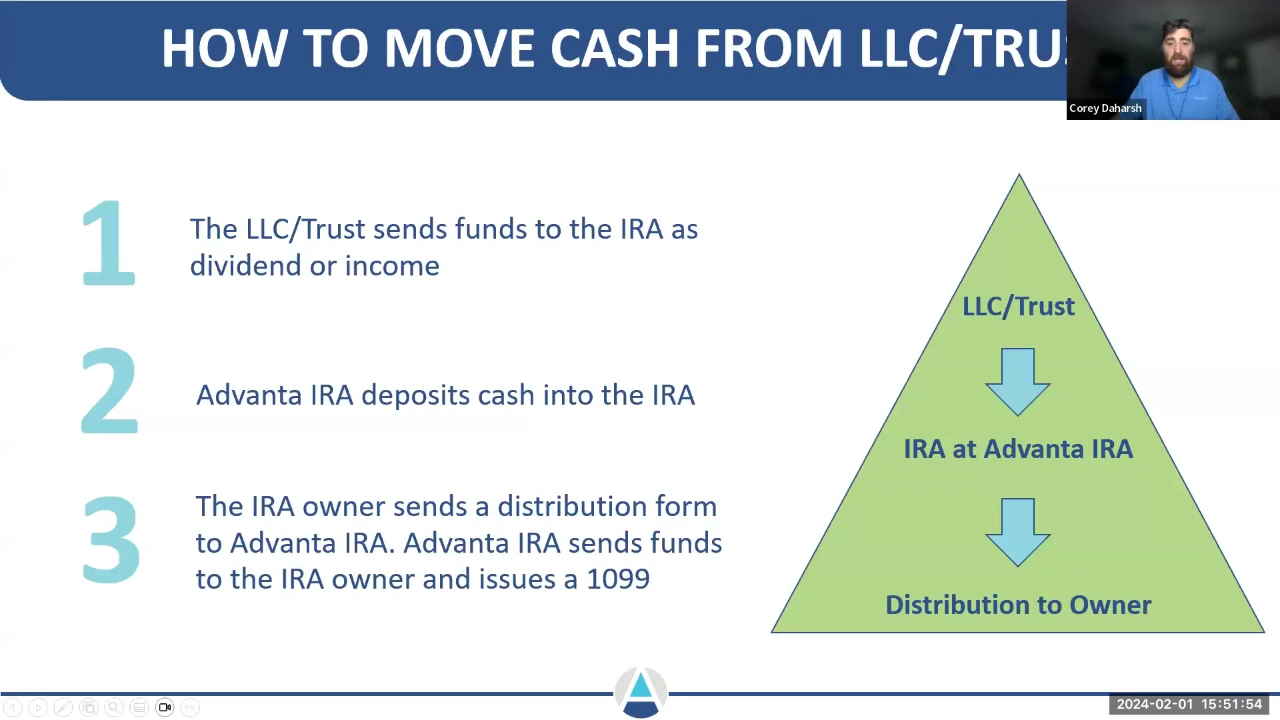 HOW TO MOVE CASH FROM LLC/TRU
Corey Daharsh
1
The LLC/Trust sends funds to the IRA as
dividend or income
2
Advanta IRA deposits cash into the IRA
3
The IRA owner sends a distribution form
to Advanta IRA. Advanta IRA sends funds
to the IRA owner and issues a 1099
LLC/Trust
IRA at Advanta IRA
Distribution to Owner
2024-02-01 15:51:54